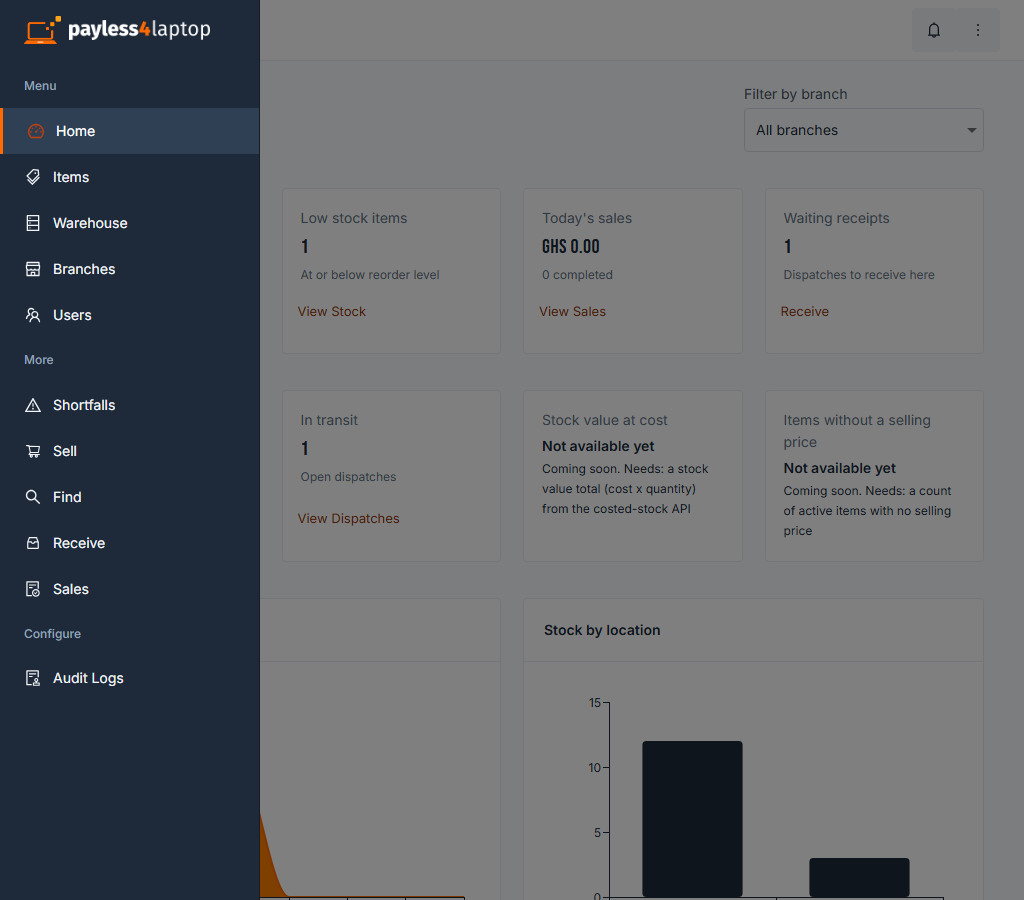 payless4laptop
Menu
Home
Items
Warehouse
Branches
Users
More
Shortfalls
Sell
Find
Receive
Sales
Configure
Audit Logs
Filter by branch
All branches
Low stock items
1
At or below reorder level
View Stock
Today's sales
GHS 0.00
0 completed
View Sales
Waiting receipts
1
Dispatches to receive here
Receive
In transit
1
Open dispatches
View Dispatches
Stock value at cost
Not available yet
Coming soon. Needs: a stock
value total (cost x quantity)
from the costed-stock API
Items without a selling
price
Not available yet
Coming soon. Needs: a count
of active items with no selling
price
Stock by location
15
10
5
0